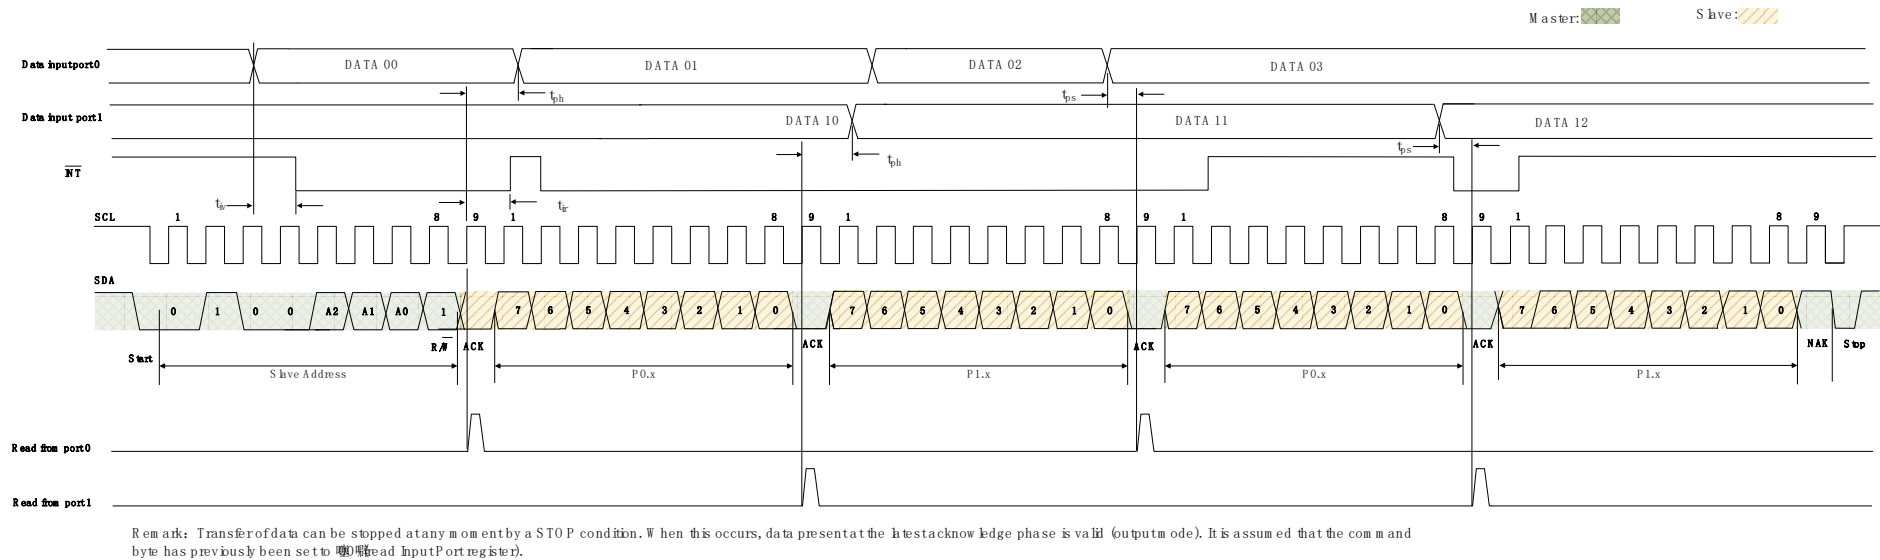 Master: Slave:
Data input port0 DATA 00 DATA 01 DATA 02 DATA 03
tph tps
Data input port1 DATA 10 DATA 11 DATA 12
tph tps
INT
tiv tir
SCL 1 8 9 1 8 9 1 8 9 1 8 9 1 8 9
SDA
0 1 0 0 A2 A1 A0 1 7 6 5 4 3 2 1 0 7 6 5 4 3 2 1 0 7 6 5 4 3 2 1 0 7 6 5 4 3 2 1 0
Start R/W ACK ACK ACK ACK NAK Stop
Slave Address P0.x P1.x P0.x P1.x
Read from port0
Read from port1
Remark: Transfer of data can be stopped at any moment by a STOP condition. When this occurs, data present at the latest acknowledge phase is valid (output mode). It is assumed that the command
byte has previously been set to read Input Port register).